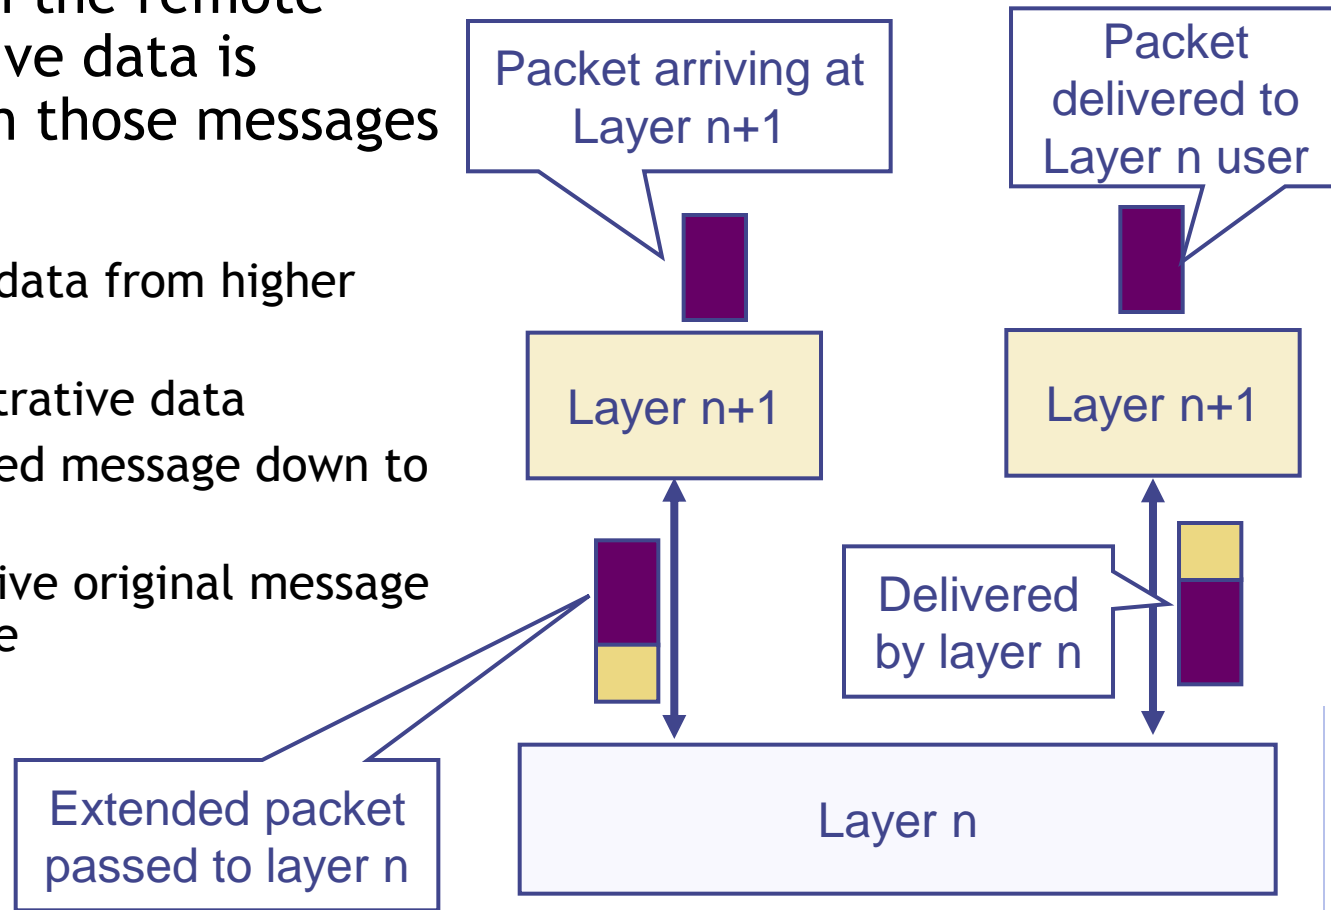 the remote
ve data is
those messages
data from higher
trative data
ed message down to
ive original message
e
Packet arriving at
Layer n+1
Packet
delivered to
Layer n user
Layer n+1
Layer n+1
Delivered
by layer n
Extended packet
passed to layer n
Layer n